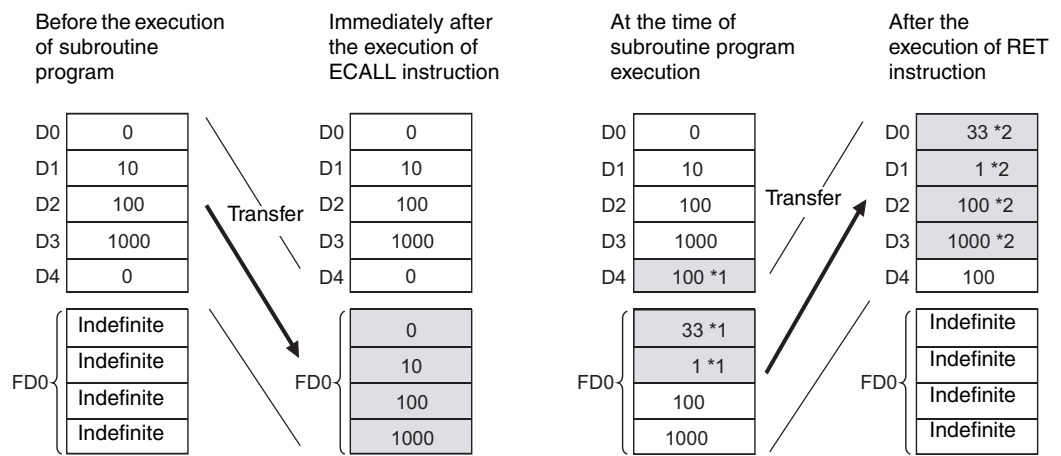 Before the execution
of subroutine
program
Immediately after
the execution of
ECALL instruction
At the time of
subroutine program
execution
After the
execution of RET
instruction
D0 0 D0 0 D0 0 D0 33 *2
D1 10 D1 10 D1 10 D1 1 *2
D2 100 Transfer D2 100 D2 100 Transfer D2 100 *2
D3 1000 D3 1000 D3 1000 D3 1000 *2
D4 0 D4 0 D4 100 *1 D4 100
Indefinite 0 33 *1 Indefinite
Indefinite 10 1 *1 Indefinite
FD0 FD0 FD0 FD0
Indefinite 100 100 Indefinite
Indefinite 1000 1000 Indefinite